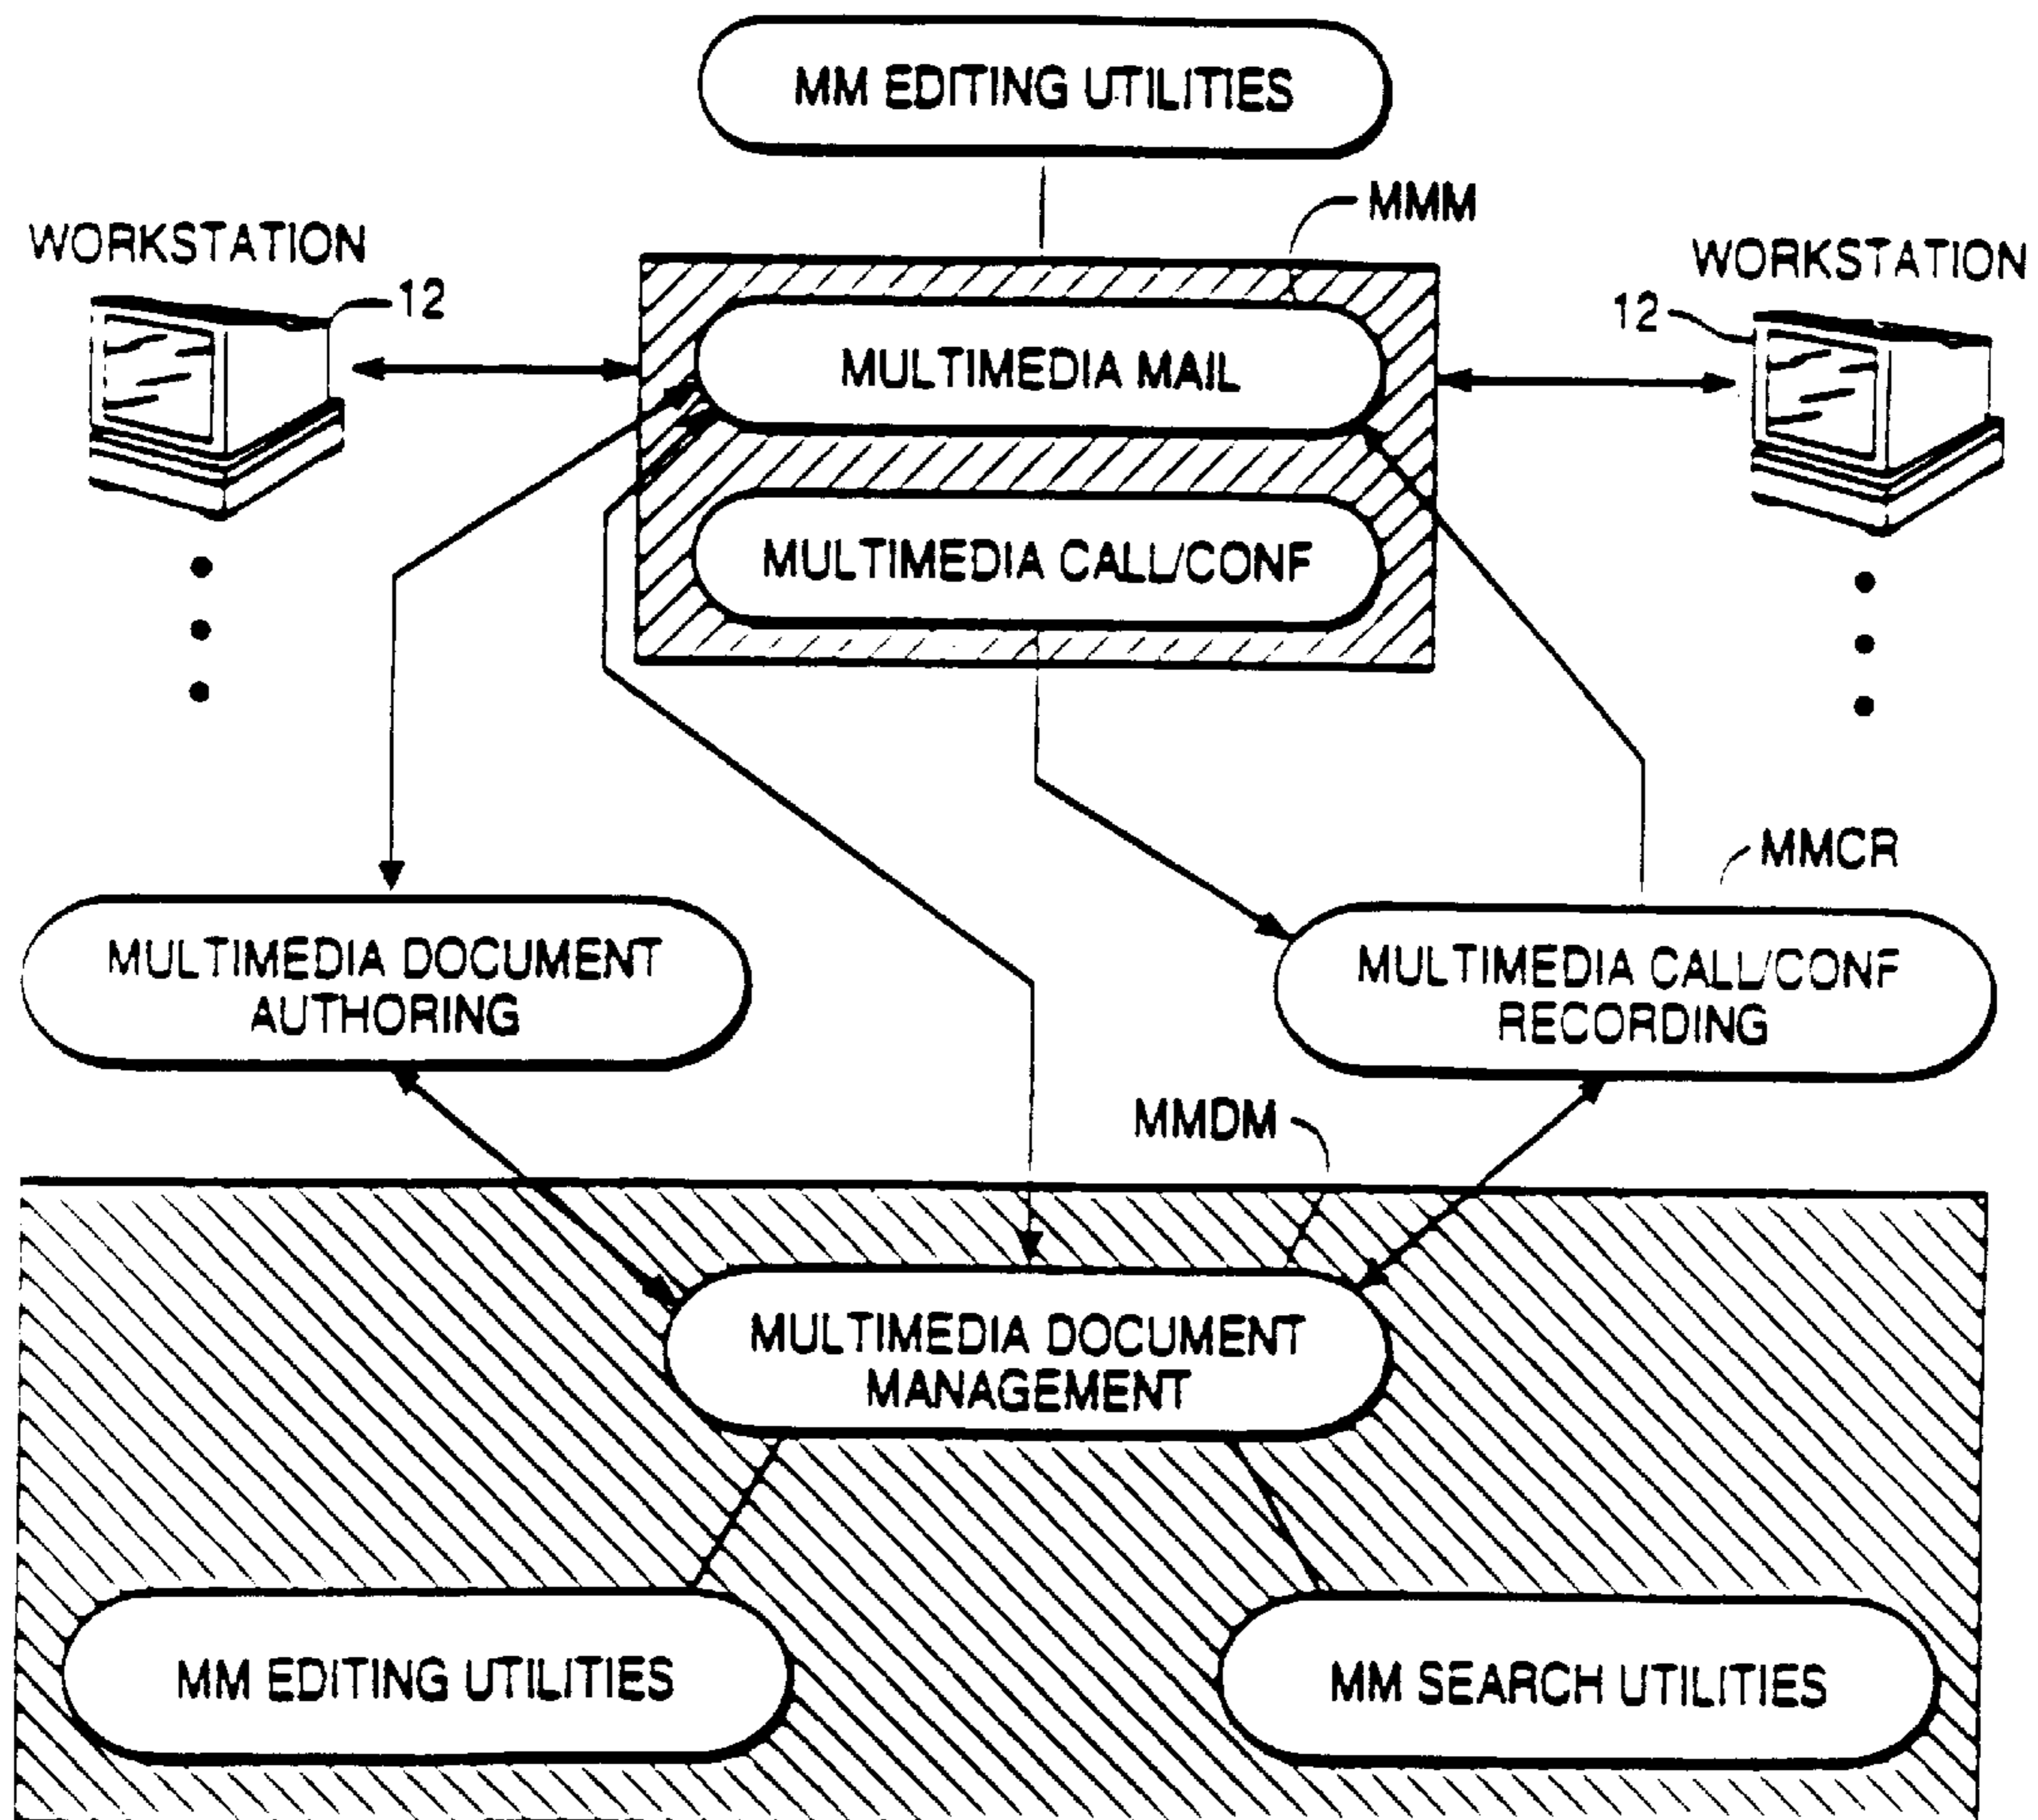 MM EDITING UTILITIES
MMM
WORKSTATION
WORKSTATION
12
12
MULTIMEDIA MAIL
MULTIMEDIA CALL/CONF
MMCR
MULTIMEDIA DOCUMENT
AUTHORING
MULTIMEDIA CALL/CONF
RECORDING
MMDM
MULTIMEDIA DOCUMENT
MANAGEMENT
MM EDITING UTILITIES
MM SEARCH UTILITIES